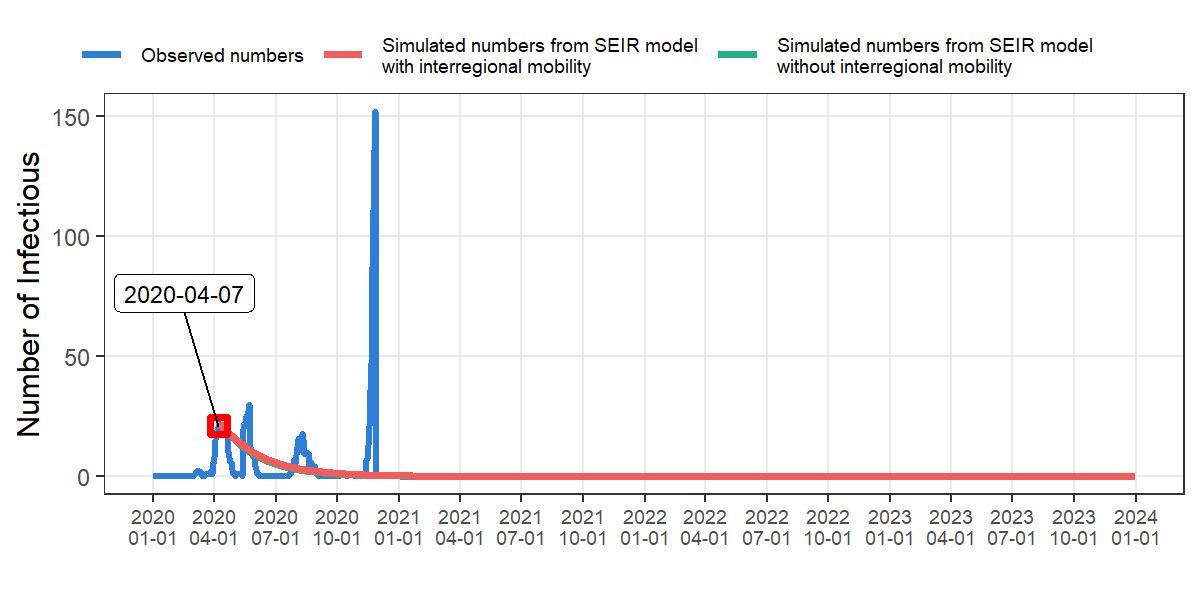 Observed numbers
Simulated numbers from SEIR model
with interregional mobility
Simulated numbers from SEIR model
without interregional mobility
Number of Infectious
150
100
50
0
2020-04-07
2020 2020 2020 2020 2021 2021 2021 2021 2022 2022 2022 2022 2023 2023 2023 2023 2024
01-01 04-01 07-01 10-01 01-01 04-01 07-01 10-01 01-01 04-01 07-01 10-01 01-01 04-01 07-01 10-01 01-01